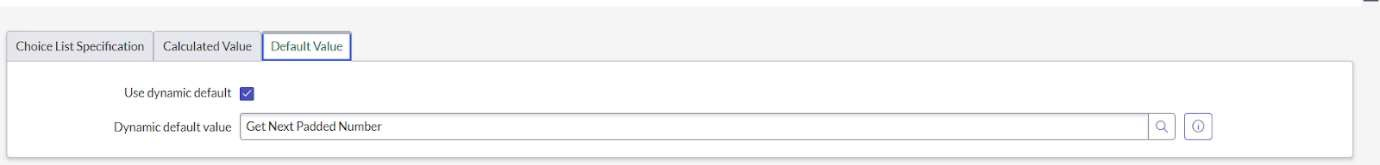 Choice List Specification Calculated Value Default Value
Use dynamic default
Dynamic default value Get Next Padded Number